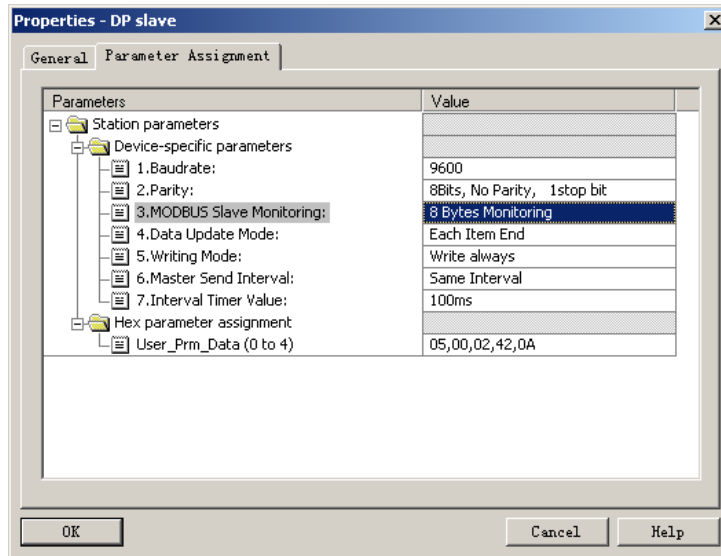 Properties - DP slave
General Parameter Assignment
Parameters Value
Station parameters
Device-specific parameters
1.Baudrate: 9600
2.Parity: 8Bits, No Parity, 1stop bit
3.MODBUS Slave Monitoring: 8 Bytes Monitoring
4.Data Update Mode: Each Item End
5.Writing Mode: Write always
6.Master Send Interval: Same Interval
7.Interval Timer Value: 100ms
Hex parameter assignment
User_Prm_Data (0 to 4) 05,00,02,42,0A
OK Cancel Help